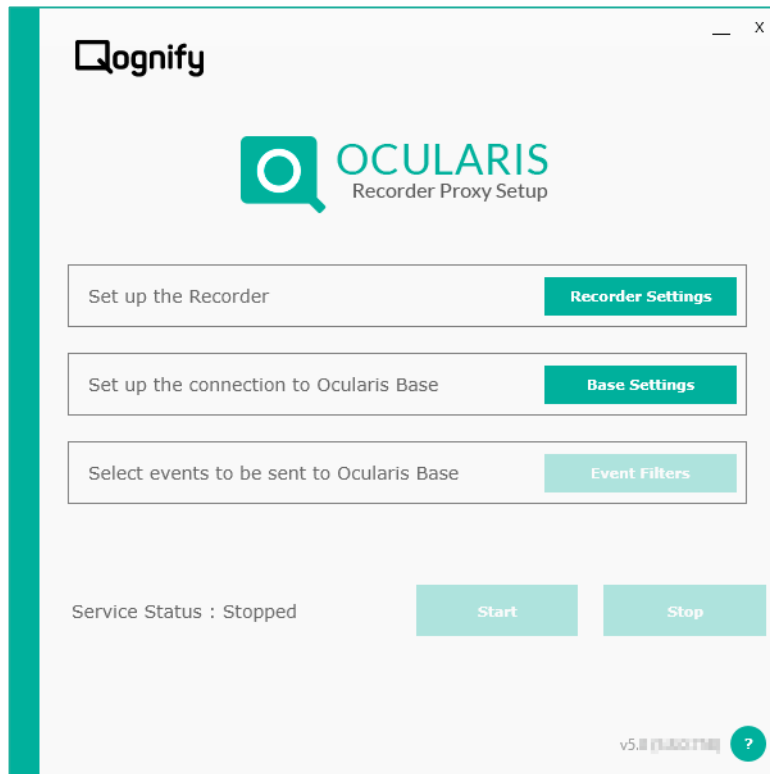 Qognify
X
OCULARIS
Recorder Proxy Setup
Set up the Recorder
Recorder Settings
Set up the connection to Ocularis Base
Base Settings
Select events to be sent to Ocularis Base
Event Filters
Service Status : Stopped
Start
Stop
?